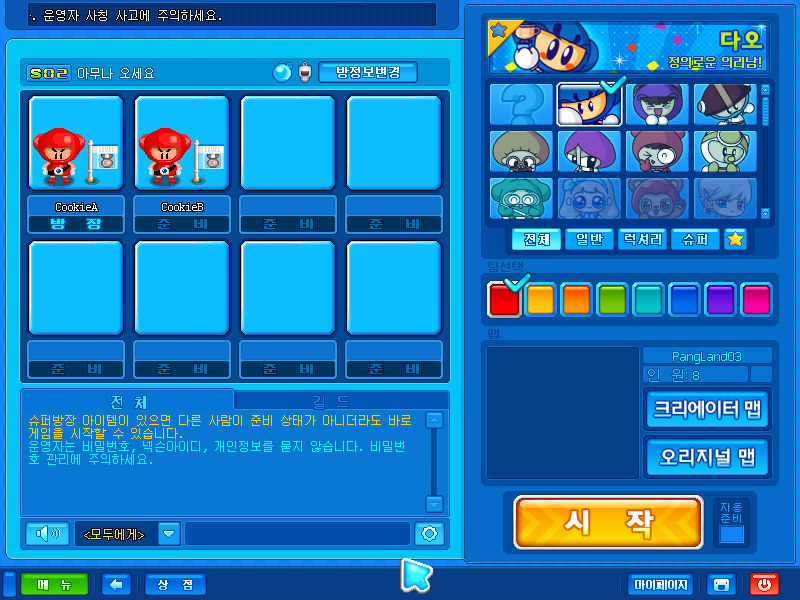 :. 운영자 사칭 사고에 주의하세요.
다오
정의로운 의리남!
S02 아무나 오세요
방정보변경
LEVEL
LEVEL
CookieA
CookieB
방 장
준 비
준 비
준 비
준 비
준 비
준 비
준 비
전체
일반
럭셔리
슈퍼
팀선택
맵
PangLand03
인 원:8
크리에이터 맵
오리지널 맵
전 체
길 드
슈퍼방장 아이템이 있으면 다른 사람이 준비 상태가 아니더라도 바로
게임을 시작할 수 있습니다.
운영자는 비밀번호, 넥슨아이디, 개인정보를 묻지 않습니다. 비밀번
호 관리에 주의하세요.
<모두에게>
시 작
자동
준비
메 뉴
상 점
마이페이지